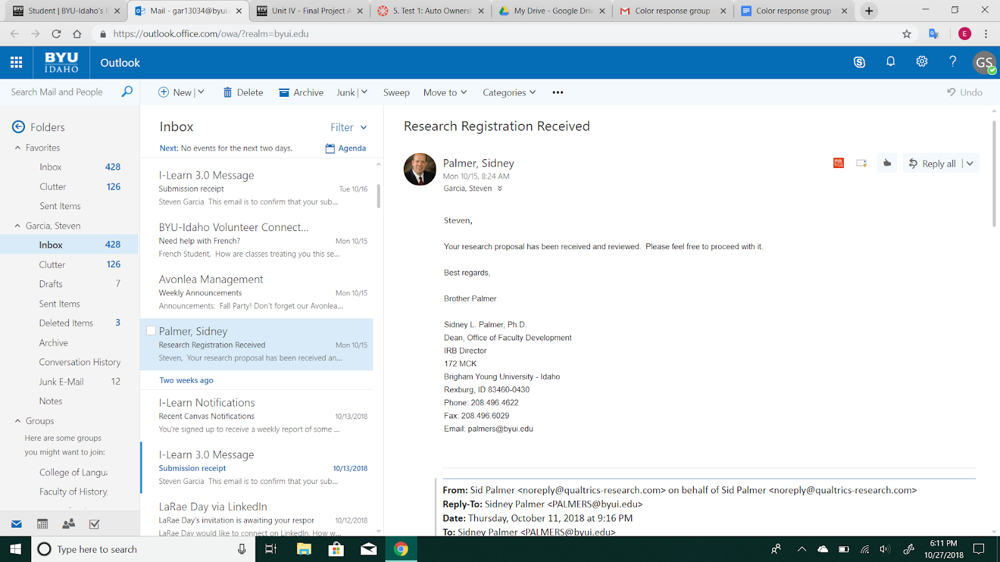 Student | BYU-Idaho's
Mail - gar13034@byui.
Unit IV - Final Project
5. Test 1: Auto Owners
My Drive - Google Dri
Color response group
Color response group
https://outlook.office.com/owa/?realm=byui.edu
E
BYU
IDAHO
Outlook
GS
Search Mail and People
New
Delete
Archive
Junk
Sweep
Move to
Categories
Undo
Folders
Favorites
Inbox 428
Clutter 126
Sent Items
Garcia, Steven
Inbox 428
Clutter 126
Drafts 7
Sent Items
Deleted Items 3
Archive
Conversation History
Junk E-Mail 12
Notes
Groups
Here are some groups
you might want to join:
College of Langu
Faculty of History,
Inbox
Filter
Next: No events for the next two days.
Agenda
I-Learn 3.0 Message
Submission receipt Tue 10/16
Steven Garcia This email is to confirm that your sub...
BYU-Idaho Volunteer Connect...
Need help with French? Mon 10/15
French Student, How are classes treating you this se...
Avonlea Management
Weekly Announcements Mon 10/15
Announcements: Fall Party! Don't forget our Avonlea...
Palmer, Sidney
Research Registration Received Mon 10/15
Steven, Your research proposal has been received an...
Two weeks ago
I-Learn Notifications
Recent Canvas Notifications 10/13/2018
You're signed up to receive a weekly report of some ...
I-Learn 3.0 Message
Submission receipt 10/13/2018
Steven Garcia This email is to confirm that your sub...
LaRae Day via LinkedIn
LaRae Day's invitation is awaiting your respor 10/12/2018
LaRae Day would like to connect on LinkedIn. How w...
Research Registration Received
Palmer, Sidney
Mon 10/15, 8:24 AM
Garcia, Steven
Reply all
Steven,
Your research proposal has been received and reviewed. Please feel free to proceed with it.
Best regards,
Brother Palmer
Sidney L. Palmer, Ph.D.
Dean, Office of Faculty Development
IRB Director
172 MCK
Brigham Young University - Idaho
Rexburg, ID 83460-0430
Phone: 208.496.4622
Fax: 208.496.6029
Email: palmers@byui.edu
From: Sid Palmer <noreply@qualtrics-research.com> on behalf of Sid Palmer <noreply@qualtrics-research.com>
Reply-To: Sidney Palmer <PALMERS@byui.edu>
Date: Thursday, October 11, 2018 at 9:16 PM
To: Sidney Palmer <PALMERS@byui.edu>
Type here to search
6:11 PM
10/27/2018